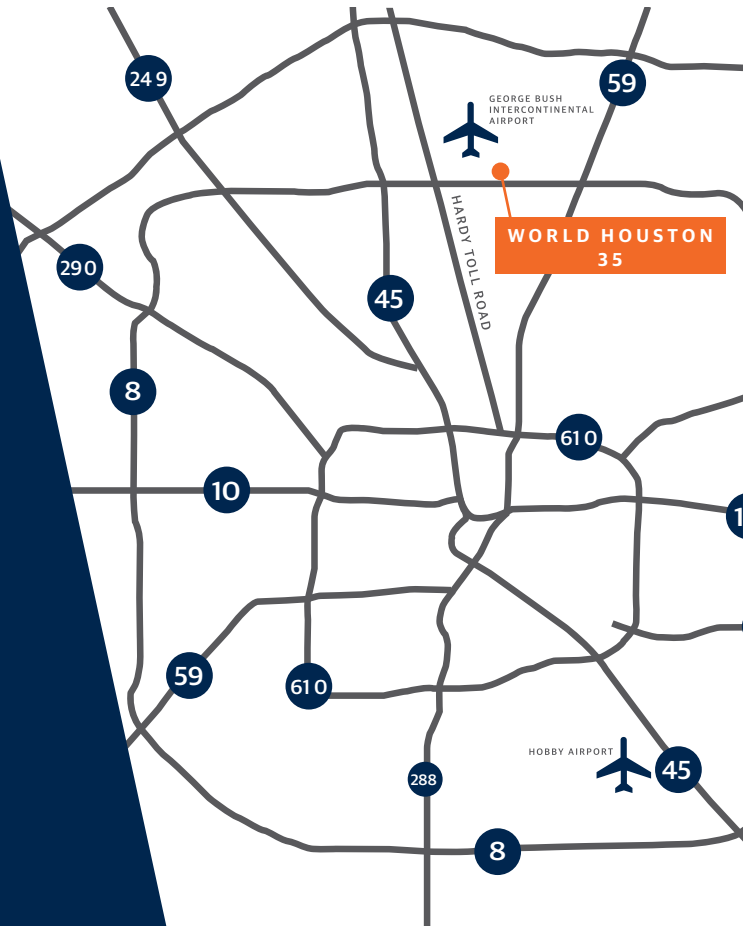 249
59
GEORGE BUSH
INTERCONTINENTAL
AIRPORT
HARDY TOLL ROAD
WORLD HOUSTON
35
290
45
8
610
10
59
610
HOBBY AIRPORT
288
45
8